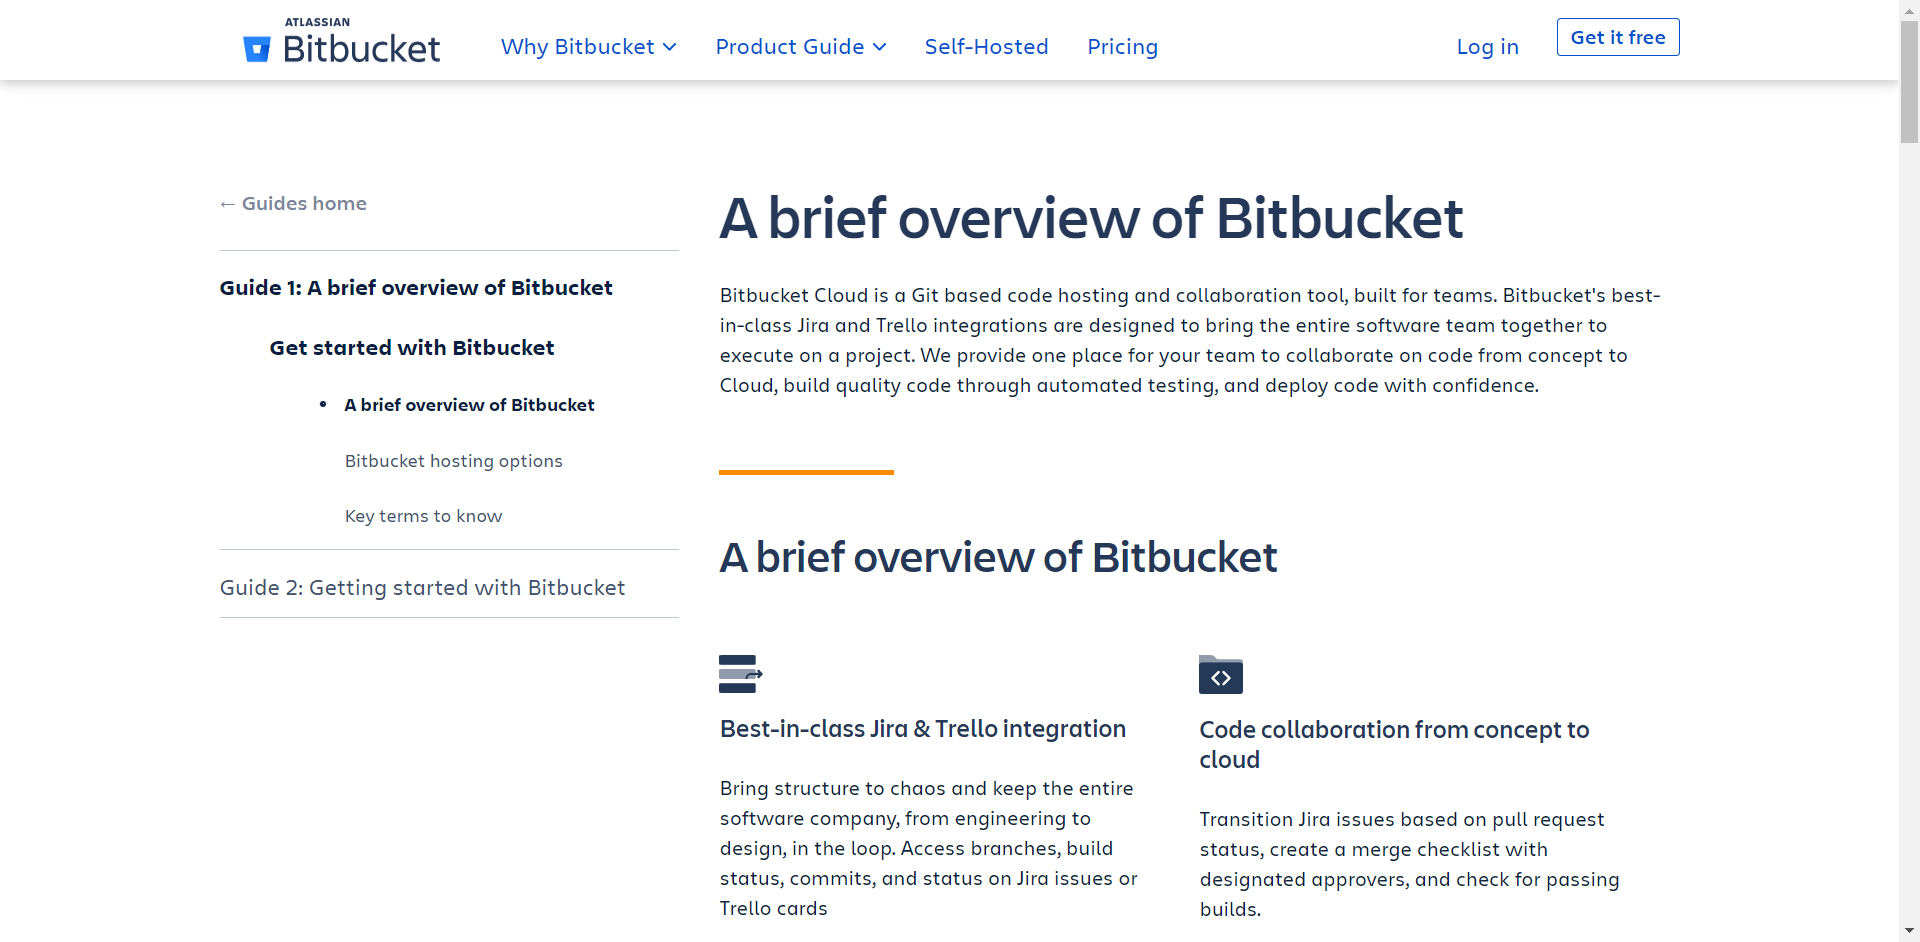 ATLASSIAN
Bitbucket
Why Bitbucket
Product Guide
Self-Hosted
Pricing
Log in
Get it free
← Guides home
Guide 1: A brief overview of Bitbucket
Get started with Bitbucket
• A brief overview of Bitbucket
Bitbucket hosting options
Key terms to know
Guide 2: Getting started with Bitbucket
A brief overview of Bitbucket
Bitbucket Cloud is a Git based code hosting and collaboration tool, built for teams. Bitbucket's best-
in-class Jira and Trello integrations are designed to bring the entire software team together to
execute on a project. We provide one place for your team to collaborate on code from concept to
Cloud, build quality code through automated testing, and deploy code with confidence.
A brief overview of Bitbucket
Best-in-class Jira & Trello integration
Bring structure to chaos and keep the entire
software company, from engineering to
design, in the loop. Access branches, build
status, commits, and status on Jira issues or
Trello cards
Code collaboration from concept to
cloud
Transition Jira issues based on pull request
status, create a merge checklist with
designated approvers, and check for passing
builds.